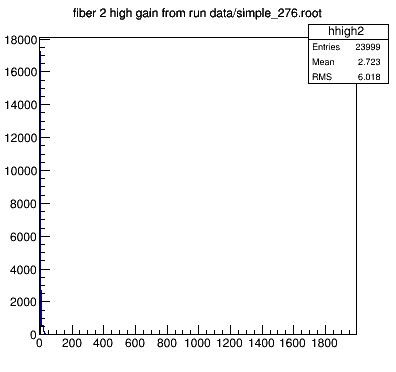 fiber 2 high gain from run data/simple_276.root
hhigh2
Entries 23999
Mean 2.723
RMS 6.018
18000
16000
14000
12000
10000
8000
6000
4000
2000
0
0 200 400 600 800 1000 1200 1400 1600 1800